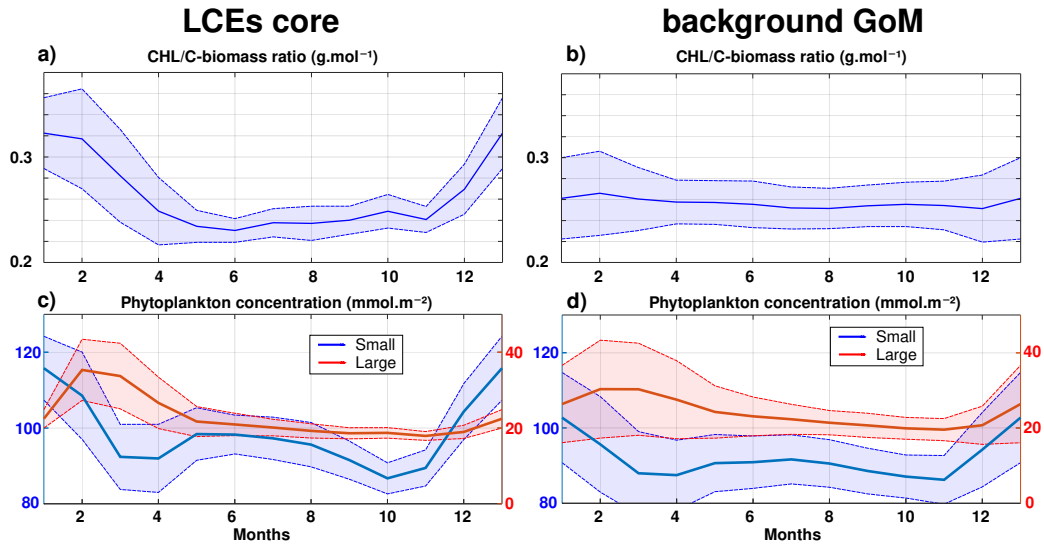 LCEs core
background GoM
a)
CHL/C-biomass ratio (g.mol⁻¹)
0.3
0.2
2 4 6 8 10 12
b)
CHL/C-biomass ratio (g.mol⁻¹)
0.3
0.2
2 4 6 8 10 12
c)
Phytoplankton concentration (mmol.m⁻²)
Small
Large
120
100
80
40
20
0
2 4 6 8 10 12
Months
d)
Phytoplankton concentration (mmol.m⁻²)
Small
Large
120
100
80
40
20
0
2 4 6 8 10 12
Months